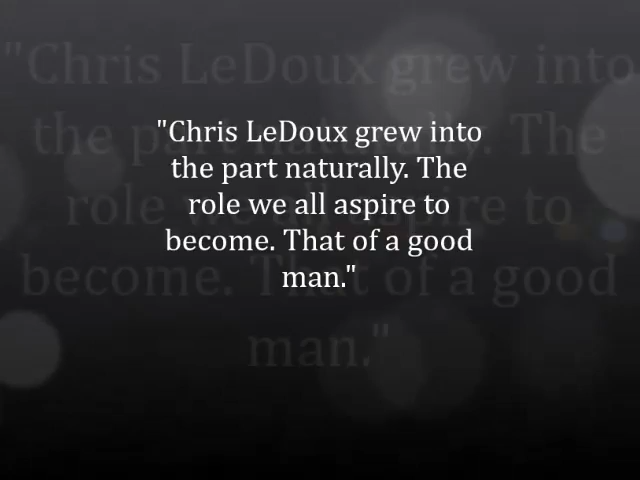 "Chris LeDoux grew into
the part naturally. The
role we all aspire to
become. That of a good
man."